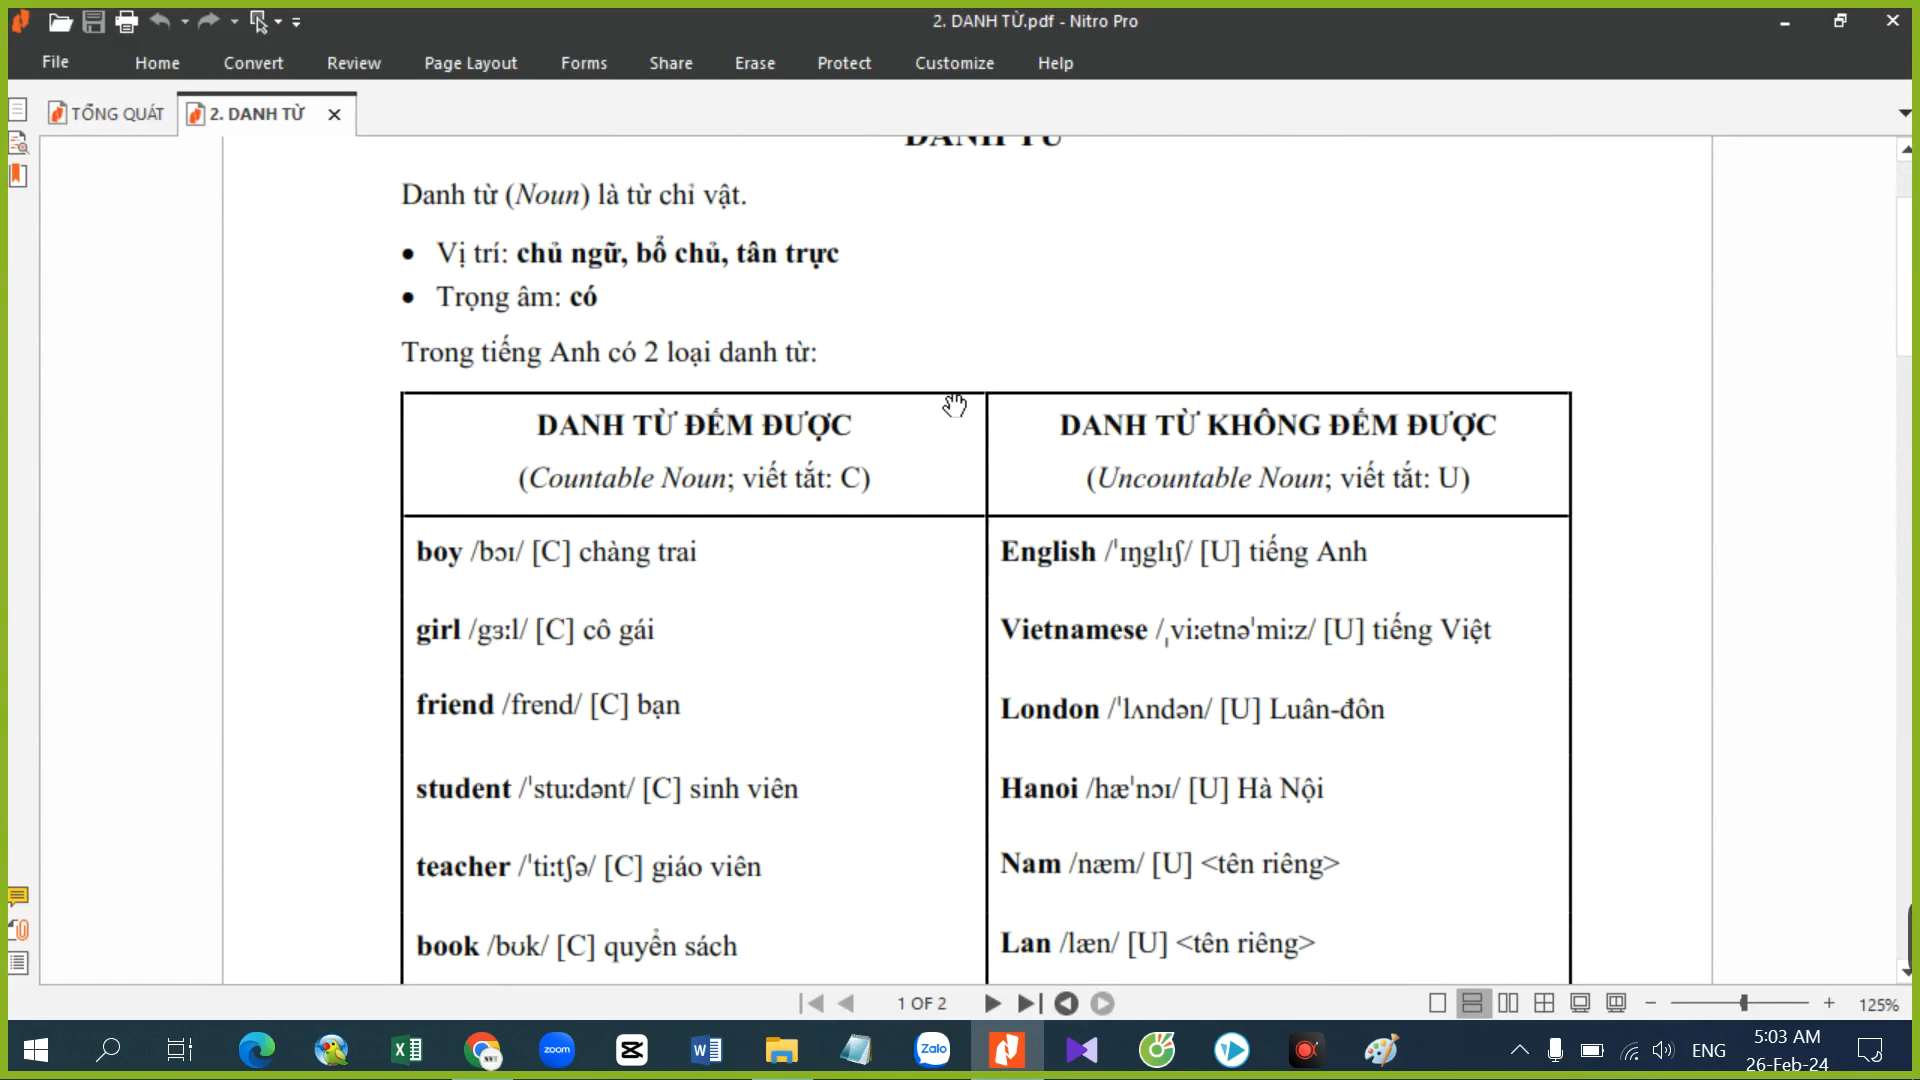 2. DANH TỪ.pdf - Nitro Pro
File Home Convert Review Page Layout Forms Share Erase Protect Customize Help
TỔNG QUÁT 2. DANH TỪ
DANH TỪ
Danh từ (Noun) là từ chỉ vật.
• Vị trí: chủ ngữ, bổ chủ, tân trực
• Trọng âm: có
Trong tiếng Anh có 2 loại danh từ:
DANH TỪ ĐẾM ĐƯỢC
(Countable Noun; viết tắt: C)
DANH TỪ KHÔNG ĐẾM ĐƯỢC
(Uncountable Noun; viết tắt: U)
boy /bɔɪ/ [C] chàng trai
girl /gɜːl/ [C] cô gái
friend /frend/ [C] bạn
student /ˈstuːdənt/ [C] sinh viên
teacher /ˈtiːtʃə/ [C] giáo viên
book /bʊk/ [C] quyển sách
English /ˈɪŋglɪʃ/ [U] tiếng Anh
Vietnamese /ˌviːetnəˈmiːz/ [U] tiếng Việt
London /ˈlʌndən/ [U] Luân-đôn
Hanoi /hæˈnɔɪ/ [U] Hà Nội
Nam /næm/ [U] <tên riêng>
Lan /læn/ [U] <tên riêng>
1 OF 2
125%
zoom
Zalo
ENG
5:03 AM
26-Feb-24